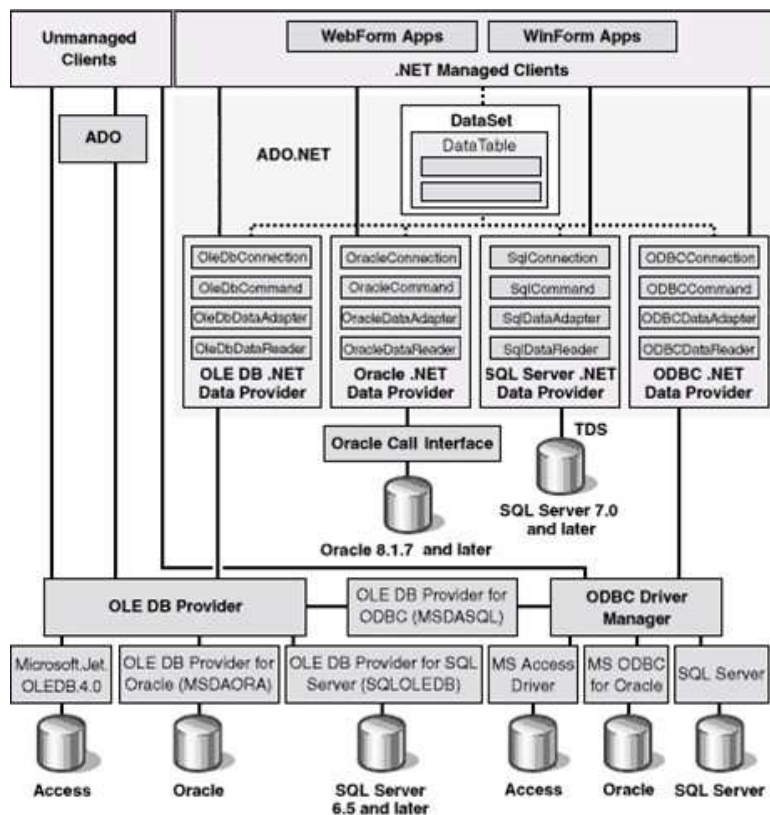 Unmanaged
Clients
WebForm Apps
WinForm Apps
.NET Managed Clients
ADO
ADO.NET
DataSet
DataTable
OleDbConnection
OleDbCommand
OleDbDataAdapter
OleDbDataReader
OLE DB .NET
Data Provider
OracleConnection
OracleCommand
OracleDataAdapter
OracleDataReader
Oracle .NET
Data Provider
SqlConnection
SqlCommand
SqlDataAdapter
SqlDataReader
SQL Server .NET
Data Provider
ODBCConnection
ODBCCommand
ODBCDataAdapter
ODBCDataReader
ODBC .NET
Data Provider
Oracle Call Interface
TDS
Oracle 8.1.7 and later
SQL Server 7.0
and later
OLE DB Provider
OLE DB Provider for
ODBC (MSDASQL)
ODBC Driver
Manager
Microsoft.Jet.
OLEDB.4.0
OLE DB Provider for
Oracle (MSDAORA)
OLE DB Provider for SQL
Server (SQLOLEDB)
MS Access
Driver
MS ODBC
for Oracle
SQL Server
Access
Oracle
SQL Server
6.5 and later
Access
Oracle
SQL Server